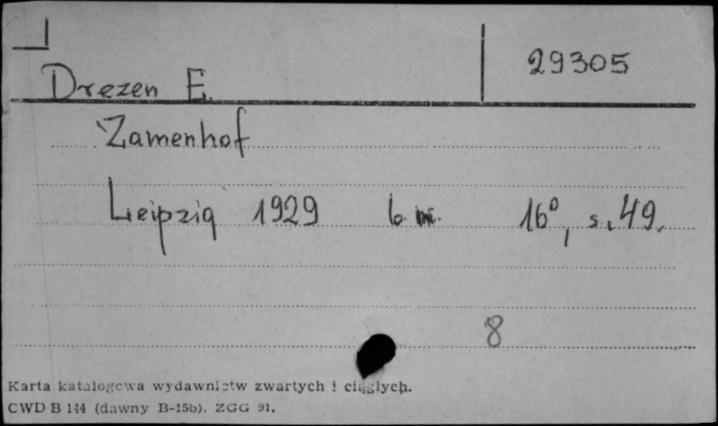 29305
Drezen E.
Zamenhof
Leipzig 1929 b. m. 16°, s. 49.
8
Karta katalogowa wydawnictw zwartych i ciągłych.
CWD B 144 (dawny B-15b). ZGG 91.